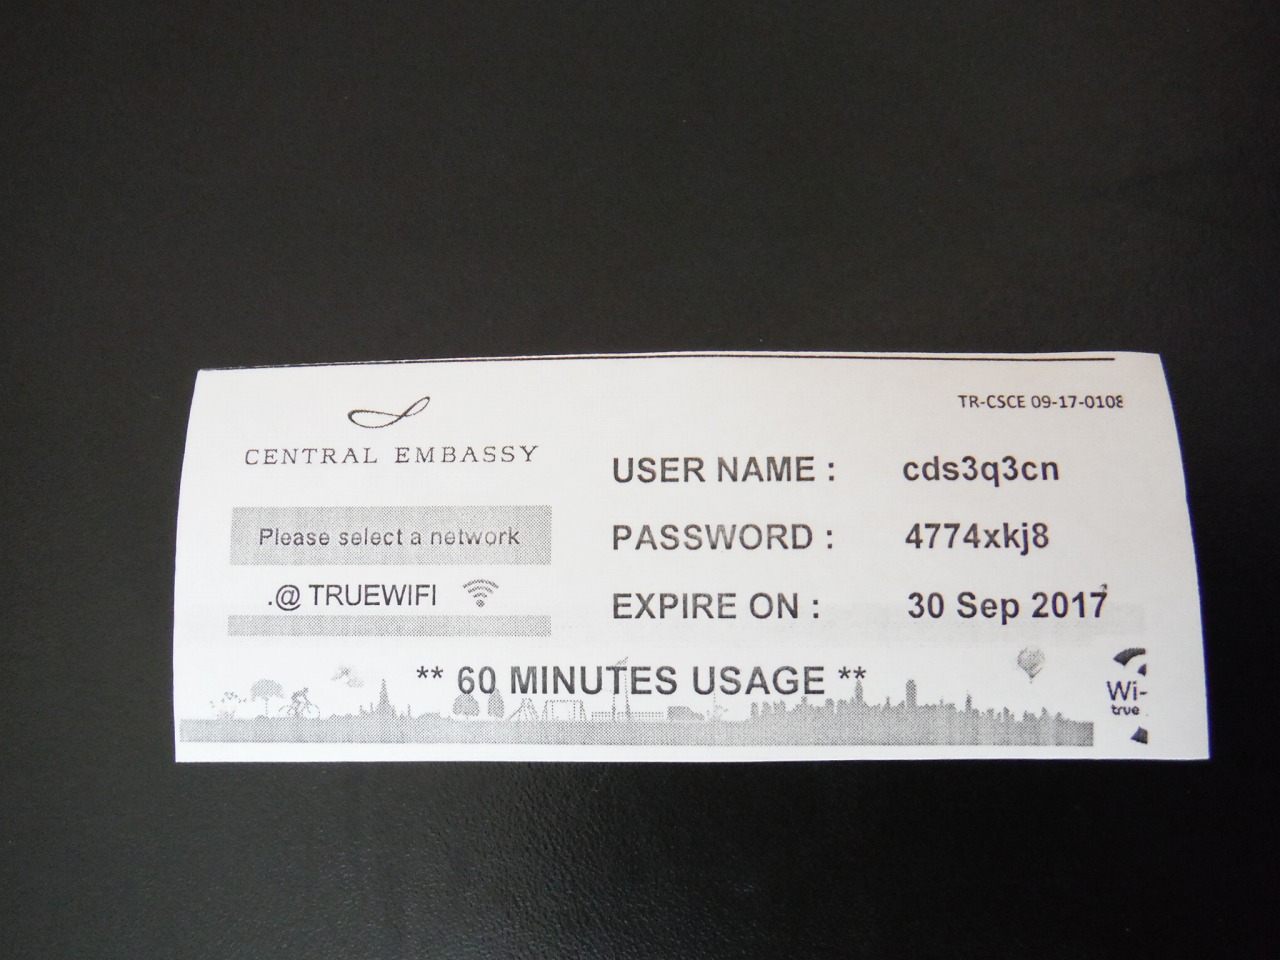 TR-CSCE 09-17-0108
CENTRAL EMBASSY
Please select a network
.@ TRUEWIFI
USER NAME : cds3q3cn
PASSWORD : 4774xkj8
EXPIRE ON : 30 Sep 2017
** 60 MINUTES USAGE **
Wi-
true